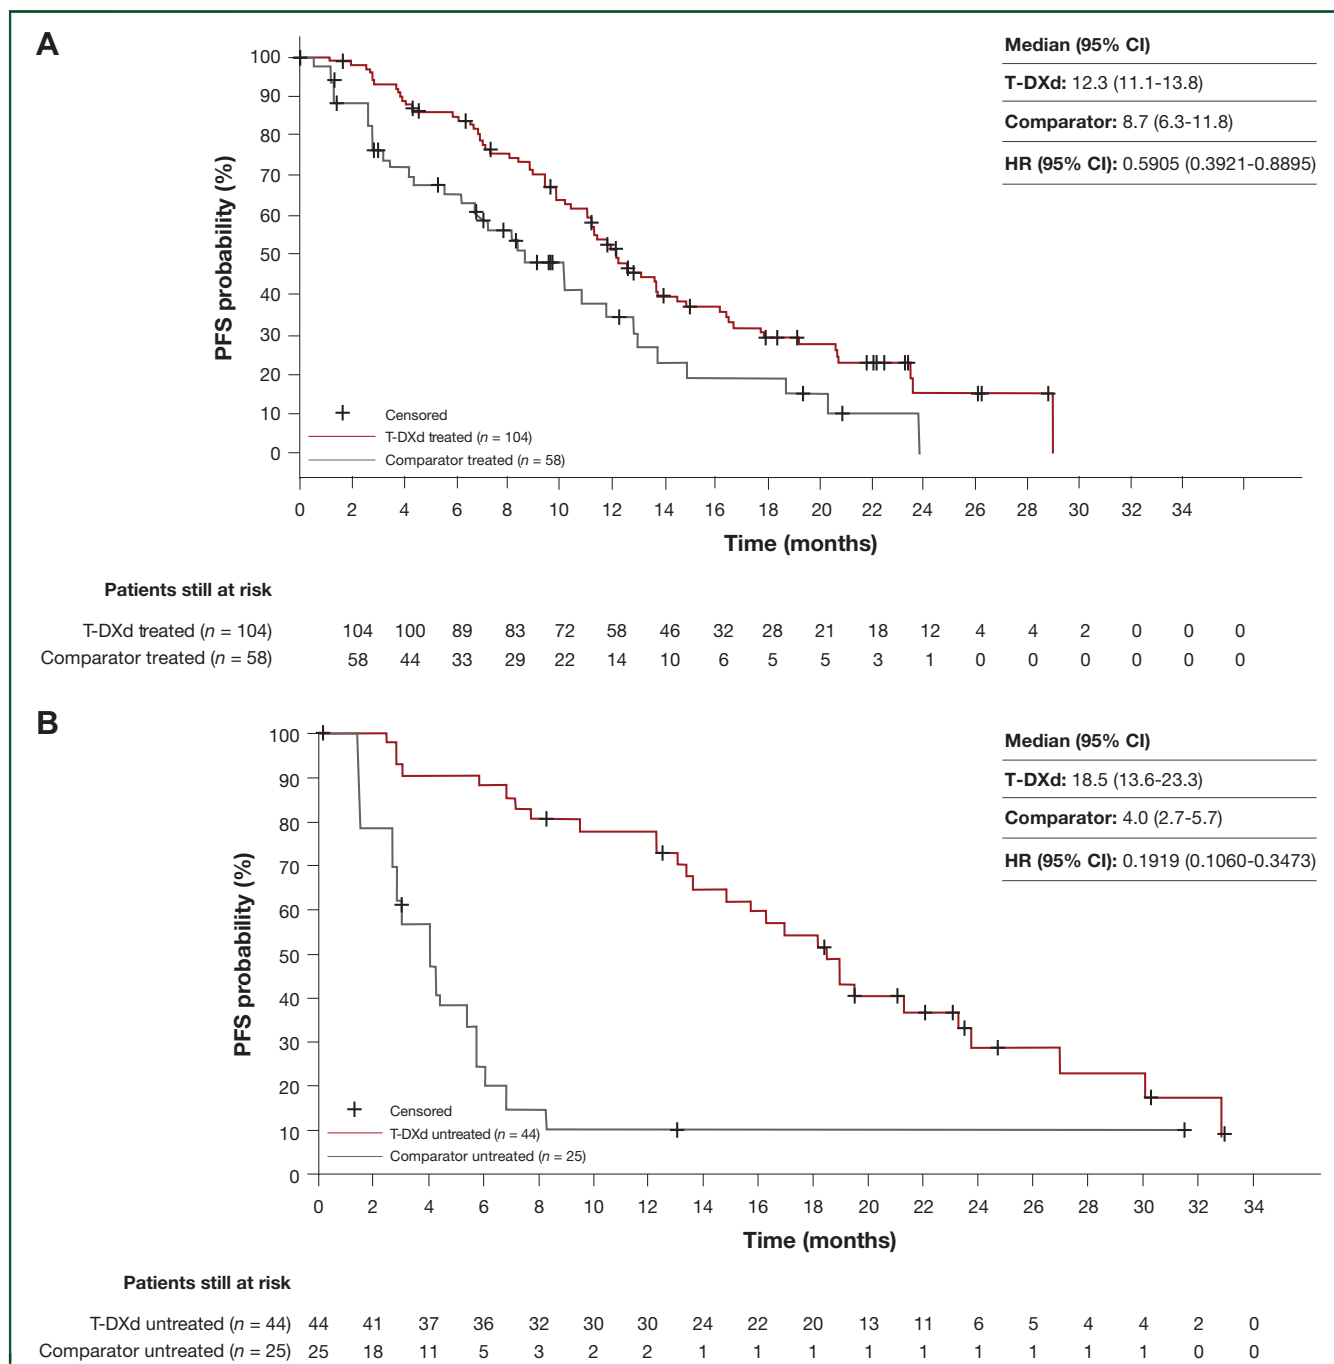 A
Median (95% CI)
T-DXd: 12.3 (11.1-13.8)
Comparator: 8.7 (6.3-11.8)
HR (95% CI): 0.5905 (0.3921-0.8895)
PFS probability (%)
100
90
80
70
60
50
40
30
20
10
0
Censored
T-DXd treated (n = 104)
Comparator treated (n = 58)
0 2 4 6 8 10 12 14 16 18 20 22 24 26 28 30 32 34
Time (months)
Patients still at risk
T-DXd treated (n = 104) 104 100 89 83 72 58 46 32 28 21 18 12 4 4 2 0 0 0
Comparator treated (n = 58) 58 44 33 29 22 14 10 6 5 5 3 1 0 0 0 0 0 0
B
Median (95% CI)
T-DXd: 18.5 (13.6-23.3)
Comparator: 4.0 (2.7-5.7)
HR (95% CI): 0.1919 (0.1060-0.3473)
PFS probability (%)
100
90
80
70
60
50
40
30
20
10
0
Censored
T-DXd untreated (n = 44)
Comparator untreated (n = 25)
0 2 4 6 8 10 12 14 16 18 20 22 24 26 28 30 32 34
Time (months)
Patients still at risk
T-DXd untreated (n = 44) 44 41 37 36 32 30 30 24 22 20 13 11 6 5 4 4 2 0
Comparator untreated (n = 25) 25 18 11 5 3 2 2 1 1 1 1 1 1 1 1 1 0 0